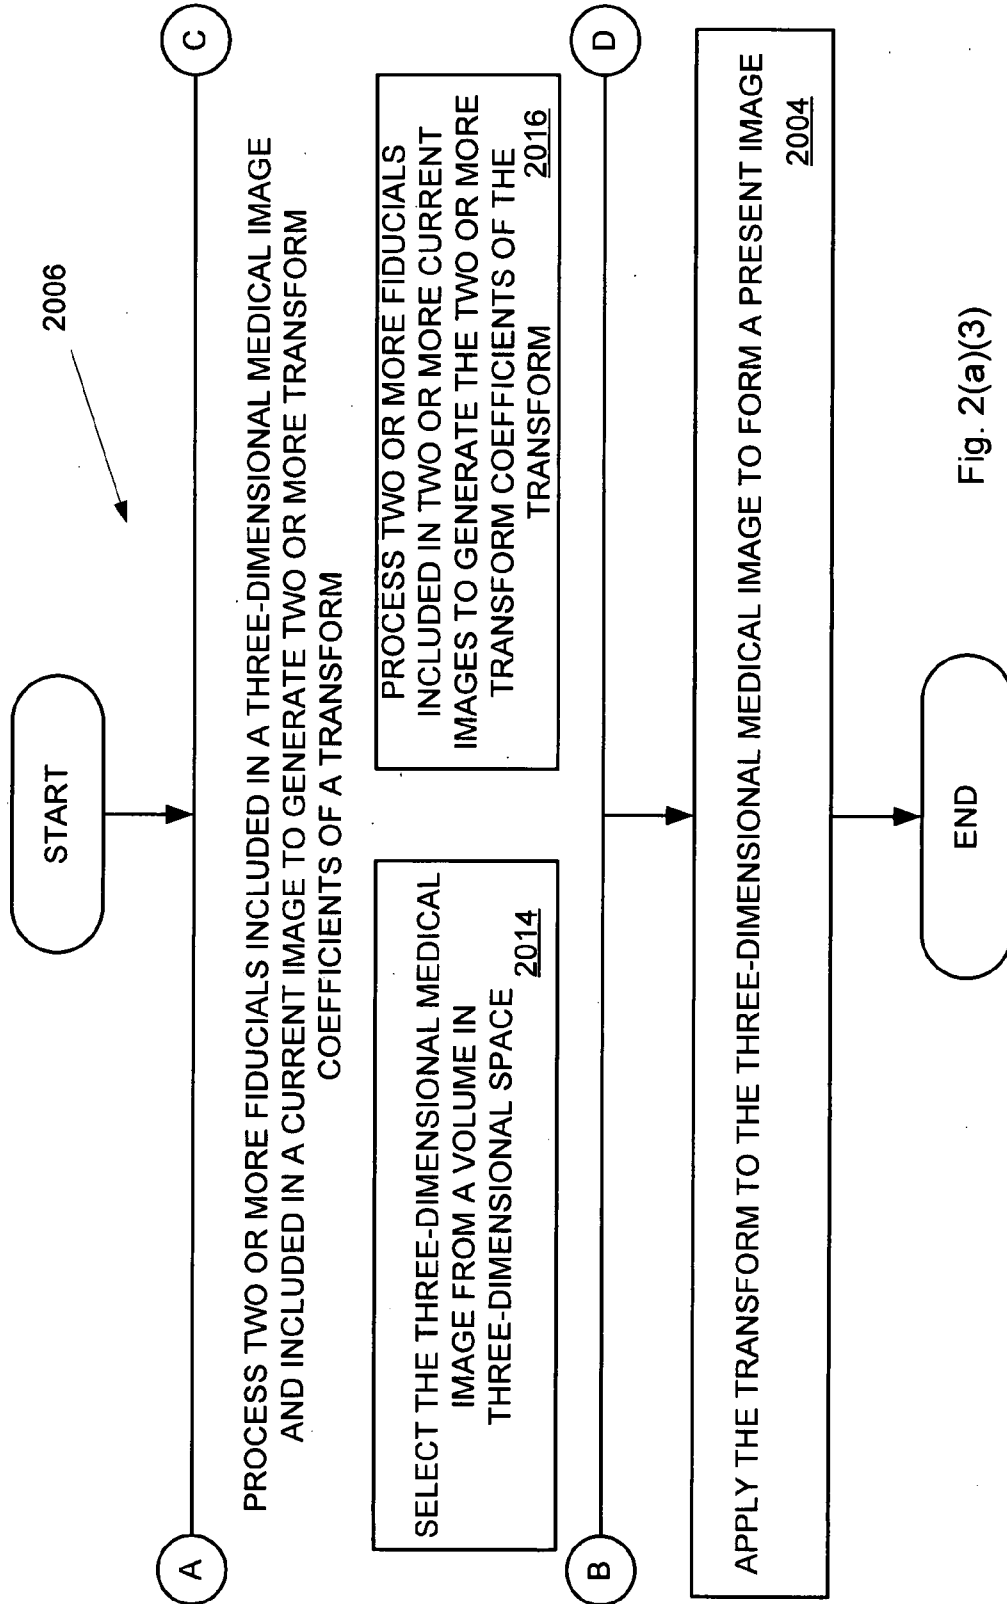 START
2006
A
C
PROCESS TWO OR MORE FIDUCIALS INCLUDED IN A THREE-DIMENSIONAL MEDICAL IMAGE
AND INCLUDED IN A CURRENT IMAGE TO GENERATE TWO OR MORE TRANSFORM
COEFFICIENTS OF A TRANSFORM
SELECT THE THREE-DIMENSIONAL MEDICAL
IMAGE FROM A VOLUME IN
THREE-DIMENSIONAL SPACE
2014
PROCESS TWO OR MORE FIDUCIALS
INCLUDED IN TWO OR MORE CURRENT
IMAGES TO GENERATE THE TWO OR MORE
TRANSFORM COEFFICIENTS OF THE
TRANSFORM
2016
B
D
APPLY THE TRANSFORM TO THE THREE-DIMENSIONAL MEDICAL IMAGE TO FORM A PRESENT IMAGE
2004
END
Fig. 2(a)(3)